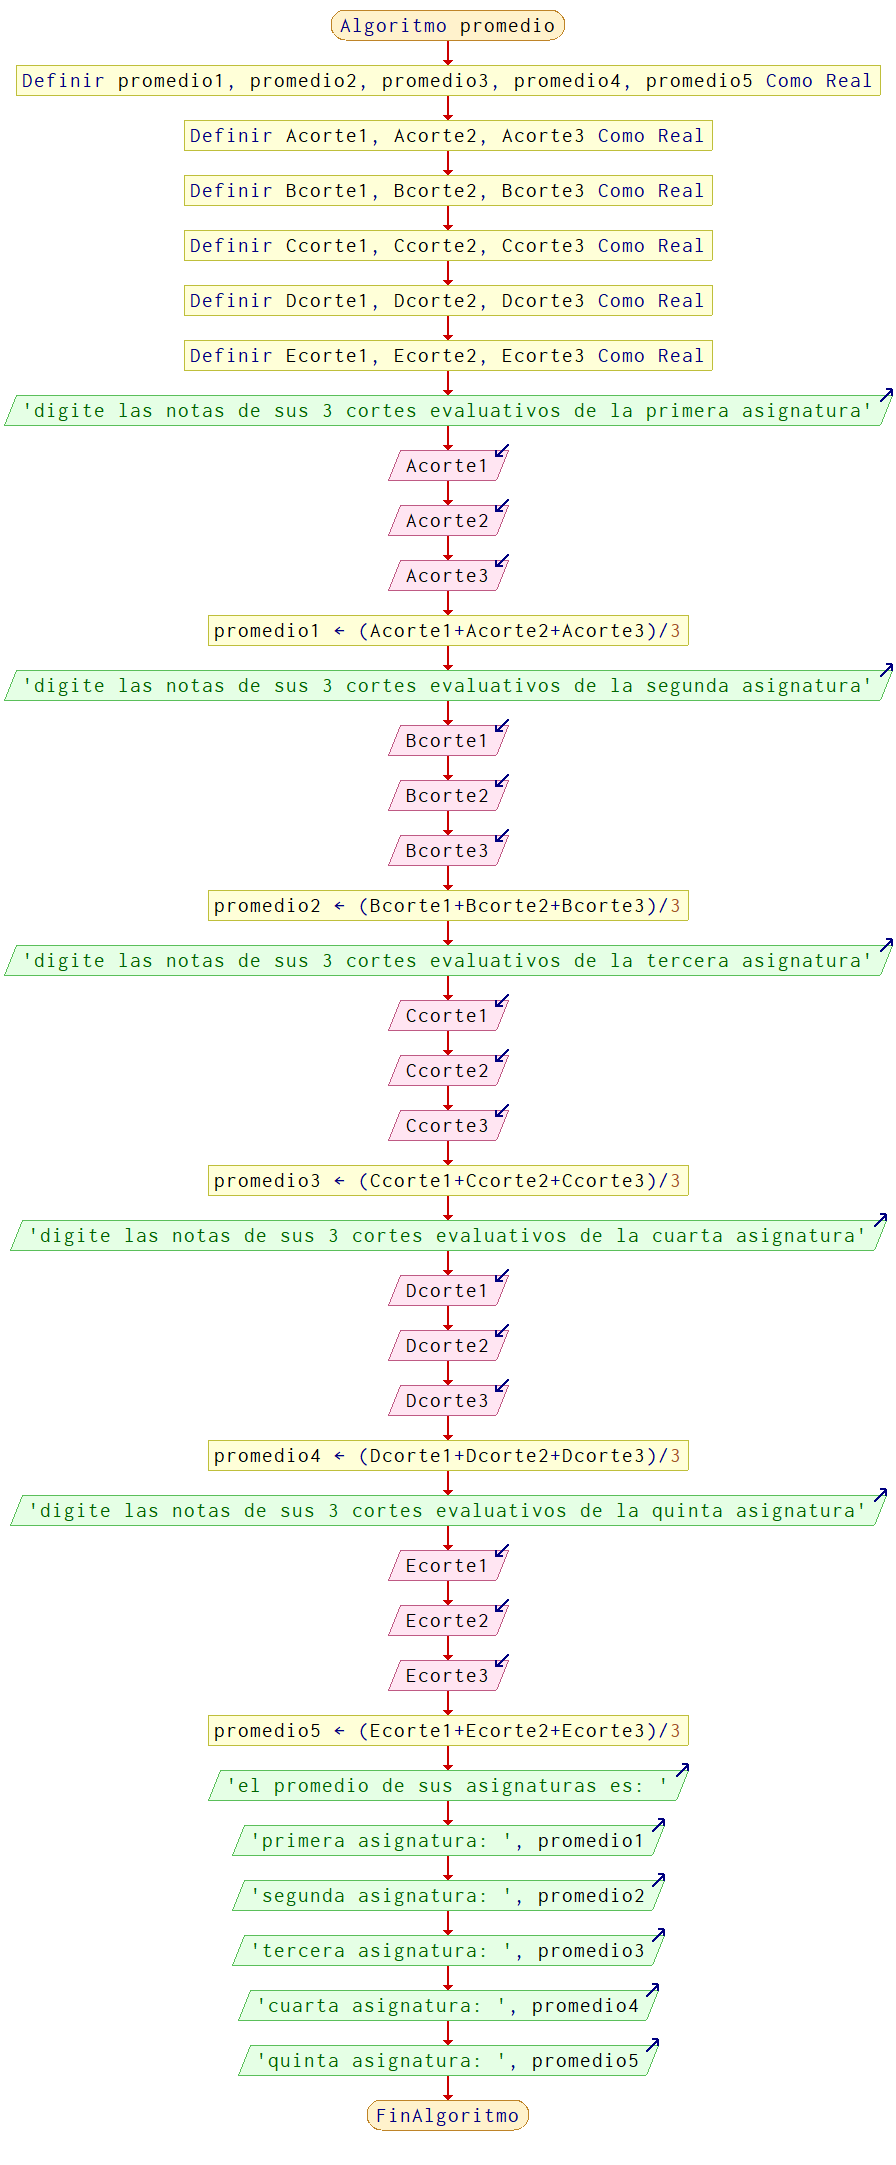 Algoritmo promedio
Definir promedio1, promedio2, promedio3, promedio4, promedio5 Como Real
Definir Acorte1, Acorte2, Acorte3 Como Real
Definir Bcorte1, Bcorte2, Bcorte3 Como Real
Definir Ccorte1, Ccorte2, Ccorte3 Como Real
Definir Dcorte1, Dcorte2, Dcorte3 Como Real
Definir Ecorte1, Ecorte2, Ecorte3 Como Real
'digite las notas de sus 3 cortes evaluativos de la primera asignatura'
Acorte1
Acorte2
Acorte3
promedio1 ← (Acorte1+Acorte2+Acorte3)/3
'digite las notas de sus 3 cortes evaluativos de la segunda asignatura'
Bcorte1
Bcorte2
Bcorte3
promedio2 ← (Bcorte1+Bcorte2+Bcorte3)/3
'digite las notas de sus 3 cortes evaluativos de la tercera asignatura'
Ccorte1
Ccorte2
Ccorte3
promedio3 ← (Ccorte1+Ccorte2+Ccorte3)/3
'digite las notas de sus 3 cortes evaluativos de la cuarta asignatura'
Dcorte1
Dcorte2
Dcorte3
promedio4 ← (Dcorte1+Dcorte2+Dcorte3)/3
'digite las notas de sus 3 cortes evaluativos de la quinta asignatura'
Ecorte1
Ecorte2
Ecorte3
promedio5 ← (Ecorte1+Ecorte2+Ecorte3)/3
'el promedio de sus asignaturas es: '
'primera asignatura: ', promedio1
'segunda asignatura: ', promedio2
'tercera asignatura: ', promedio3
'cuarta asignatura: ', promedio4
'quinta asignatura: ', promedio5
FinAlgoritmo